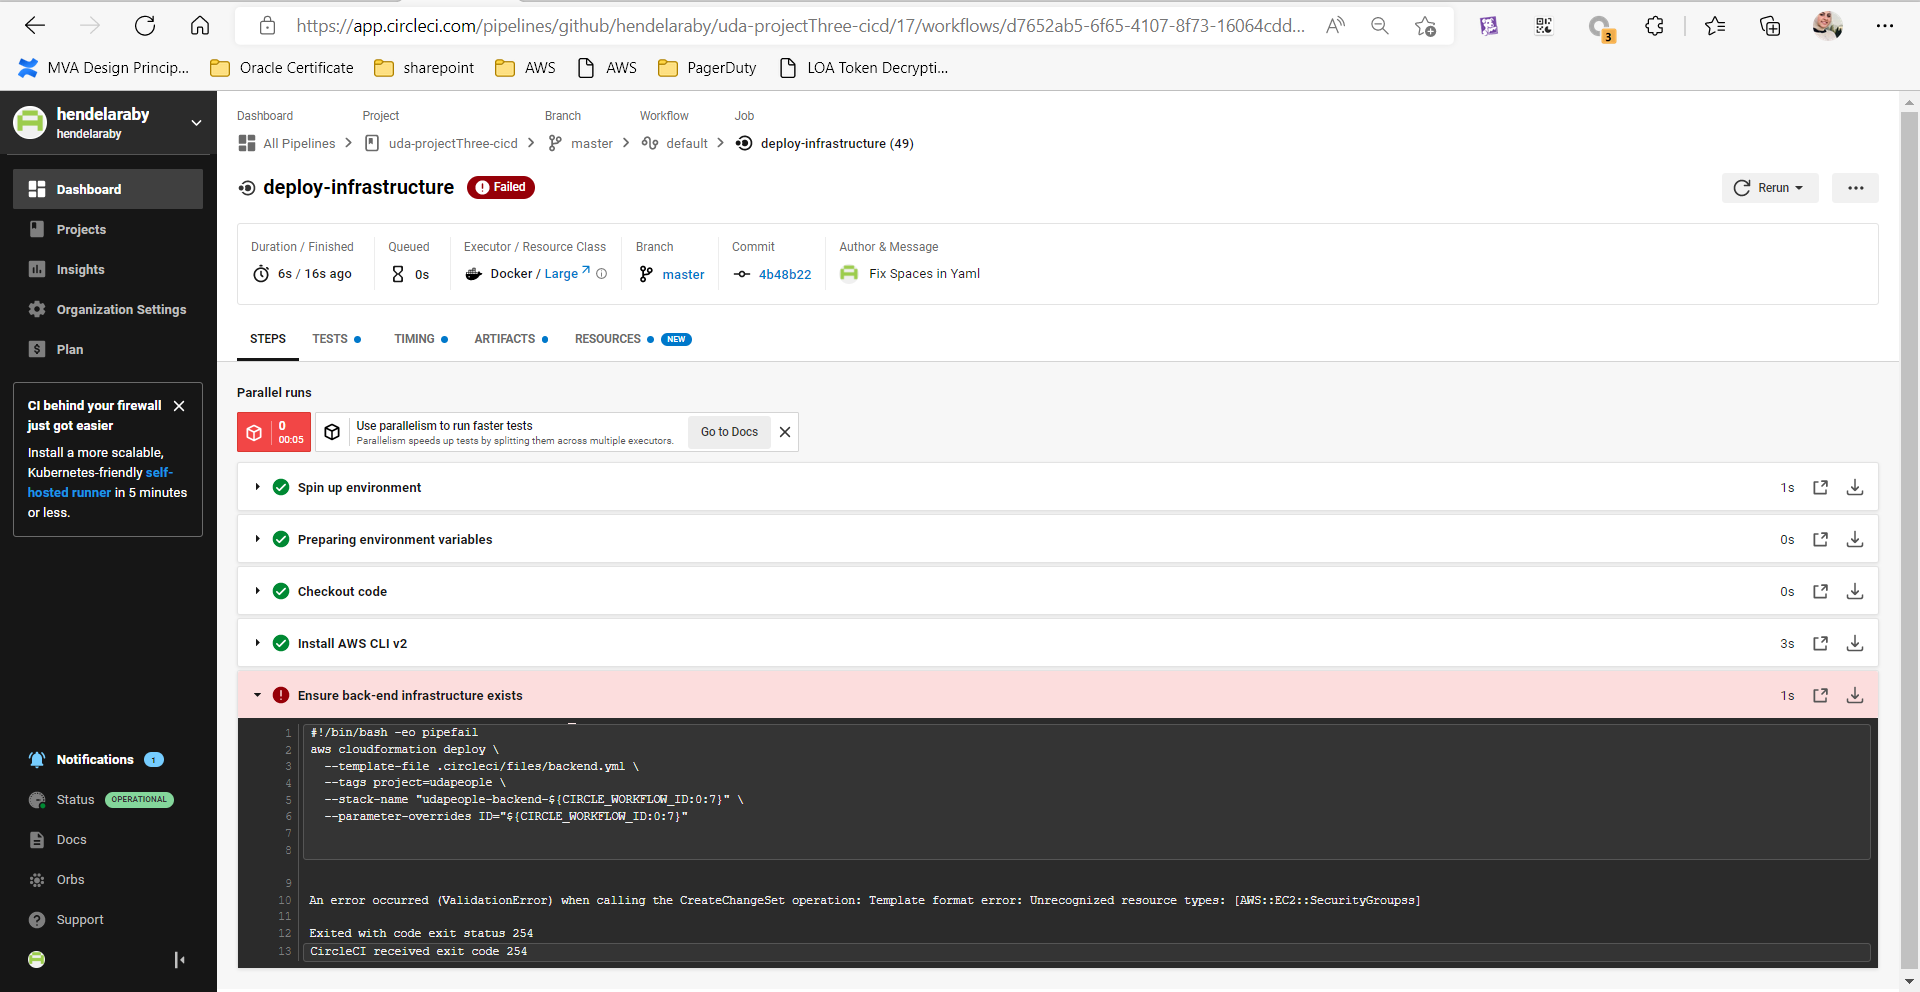 https://app.circleci.com/pipelines/github/hendelaraby/uda-projectThree-cicd/17/workflows/d7652ab5-6f65-4107-8f73-16064cdd...
3
MVA Design Princip...
Oracle Certificate
sharepoint
AWS
AWS
PagerDuty
LOA Token Decrypti...
hendelaraby
hendelaraby
Dashboard
Projects
Insights
Organization Settings
Plan
CI behind your firewall
just got easier
Install a more scalable,
Kubernetes-friendly self-
hosted runner in 5 minutes
or less.
Notifications 1
Status OPERATIONAL
Docs
Orbs
Support
Dashboard Project Branch Workflow Job
All Pipelines uda-projectThree-cicd master default deploy-infrastructure (49)
deploy-infrastructure Failed
Rerun
Duration / Finished Queued Executor / Resource Class Branch Commit Author & Message
6s / 16s ago 0s Docker / Large master 4b48b22 Fix Spaces in Yaml
STEPS TESTS TIMING ARTIFACTS RESOURCES NEW
Parallel runs
0
00:05
Use parallelism to run faster tests
Parallelism speeds up tests by splitting them across multiple executors.
Go to Docs
Spin up environment 1s
Preparing environment variables 0s
Checkout code 0s
Install AWS CLI v2 3s
Ensure back-end infrastructure exists 1s
1 #!/bin/bash -eo pipefail
2 aws cloudformation deploy \
3 --template-file .circleci/files/backend.yml \
4 --tags project=udapeople \
5 --stack-name "udapeople-backend-${CIRCLE_WORKFLOW_ID:0:7}" \
6 --parameter-overrides ID="${CIRCLE_WORKFLOW_ID:0:7}"
7
8
9
10 An error occurred (ValidationError) when calling the CreateChangeSet operation: Template format error: Unrecognized resource types: [AWS::EC2::SecurityGroupss]
11
12 Exited with code exit status 254
13 CircleCI received exit code 254